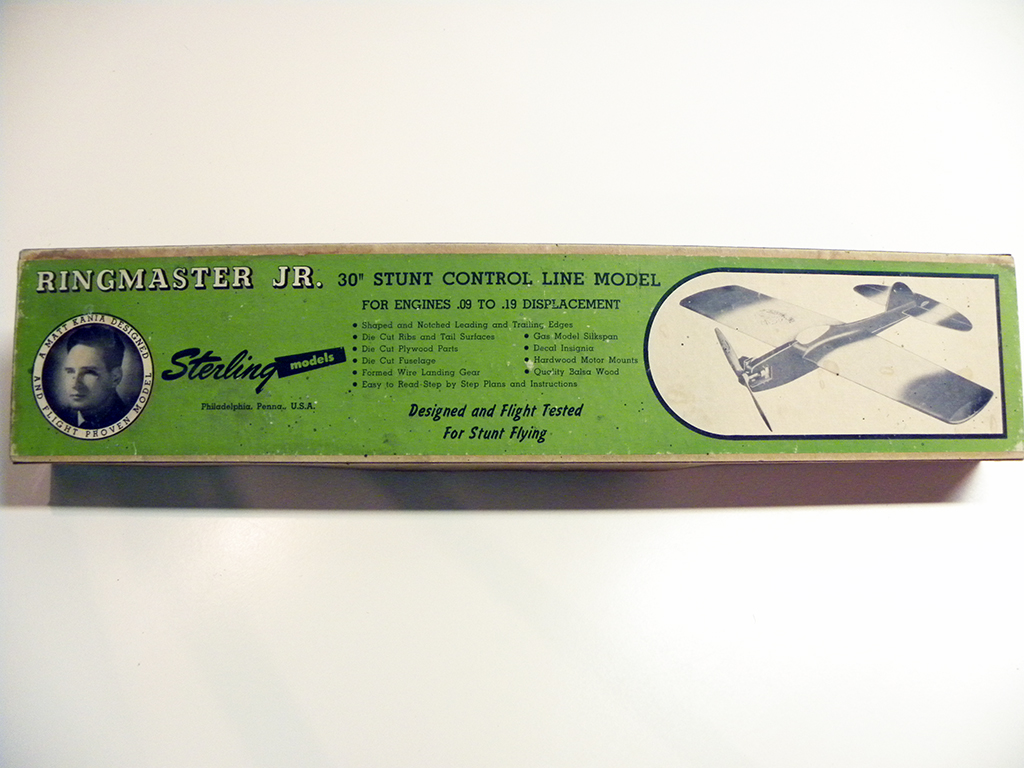 RINGMASTER JR. 30" STUNT CONTROL LINE MODEL
FOR ENGINES .09 TO .19 DISPLACEMENT
A MATT KANIA DESIGNED
AND FLIGHT PROVEN MODEL
Sterling models
Philadelphia, Penna., U.S.A.
• Shaped and Notched Leading and Trailing Edges
• Die Cut Ribs and Tail Surfaces
• Die Cut Plywood Parts
• Die Cut Fuselage
• Formed Wire Landing Gear
• Easy to Read Step by Step Plans and Instructions
• Gas Model Silkspan
• Decal Insignia
• Hardwood Motor Mounts
• Quality Balsa Wood
Designed and Flight Tested
For Stunt Flying